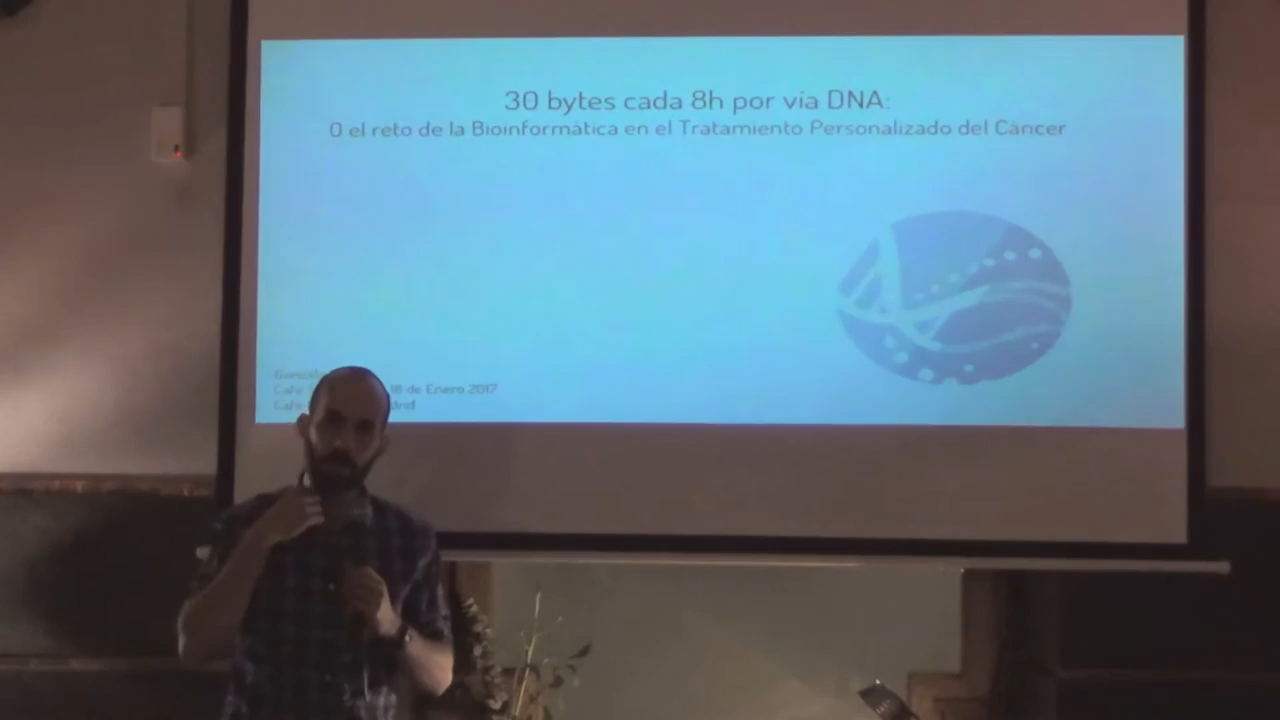 30 bytes cada 8h por vía DNA:
O el reto de la Bioinformática en el Tratamiento Personalizado del Cáncer
18 de Enero 2017